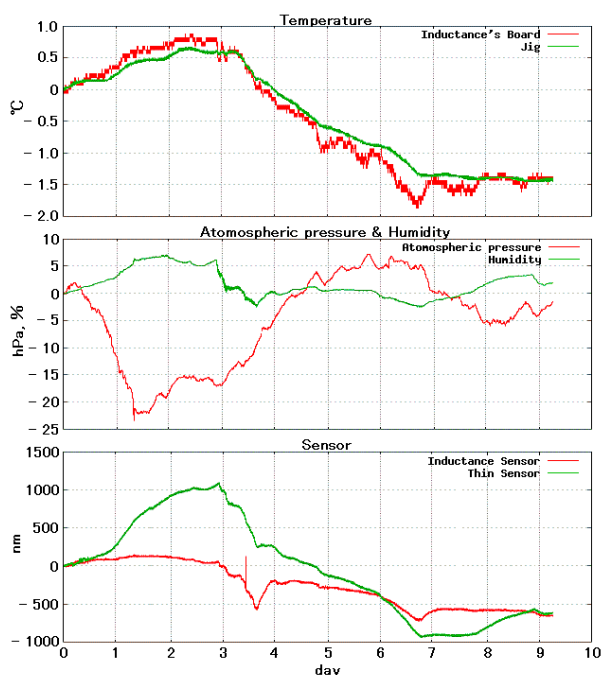 Temperature
1.0
0.5
0
- 0.5
- 1.0
- 1.5
- 2.0
℃
Inductance's Board
Jig
Atomospheric pressure & Humidity
10
5
0
- 5
- 10
- 15
- 20
- 25
hPa, %
Atomospheric pressure
Humidity
Sensor
1500
1000
500
0
- 500
- 1000
nm
Inductance Sensor
Thin Sensor
0 1 2 3 4 5 6 7 8 9 10
day